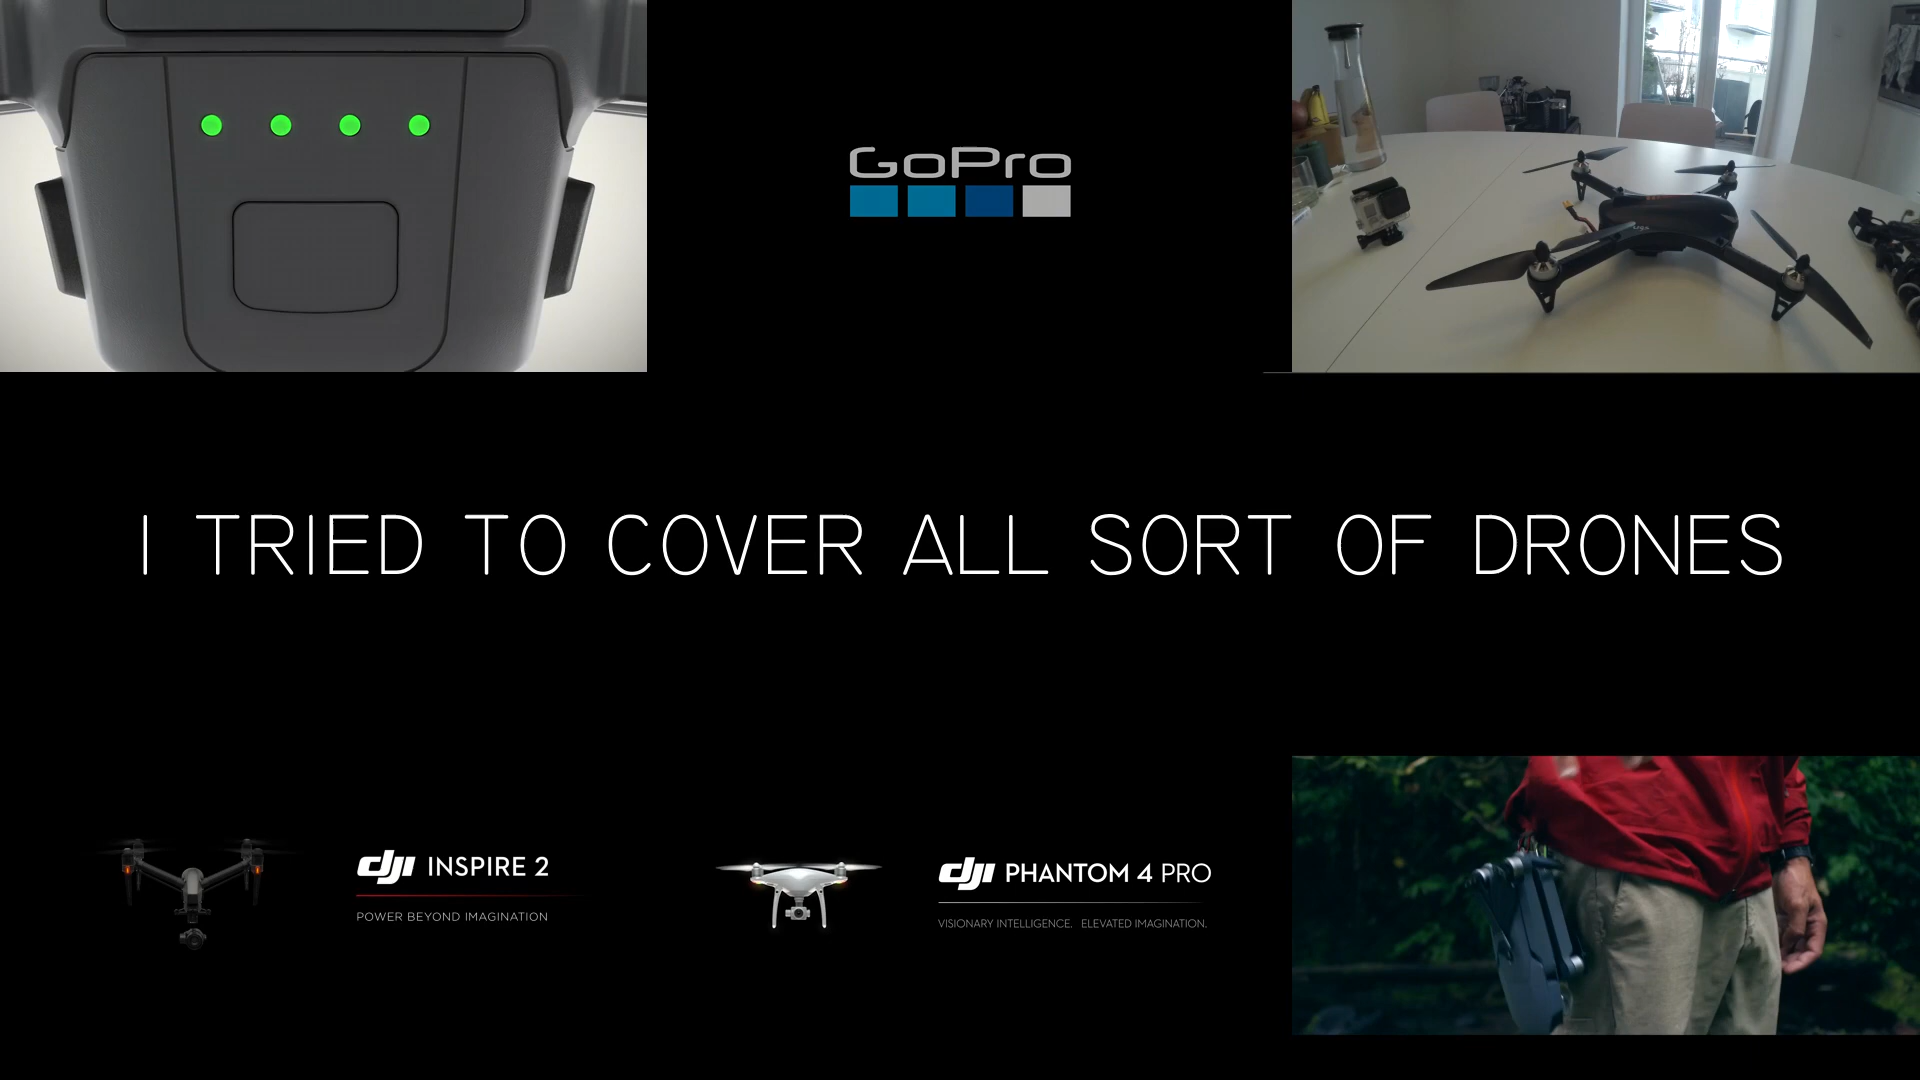 GoPro
I TRIED TO COVER ALL SORT OF DRONES
dji INSPIRE 2
POWER BEYOND IMAGINATION
dji PHANTOM 4 PRO
VISIONARY INTELLIGENCE. ELEVATED IMAGINATION.